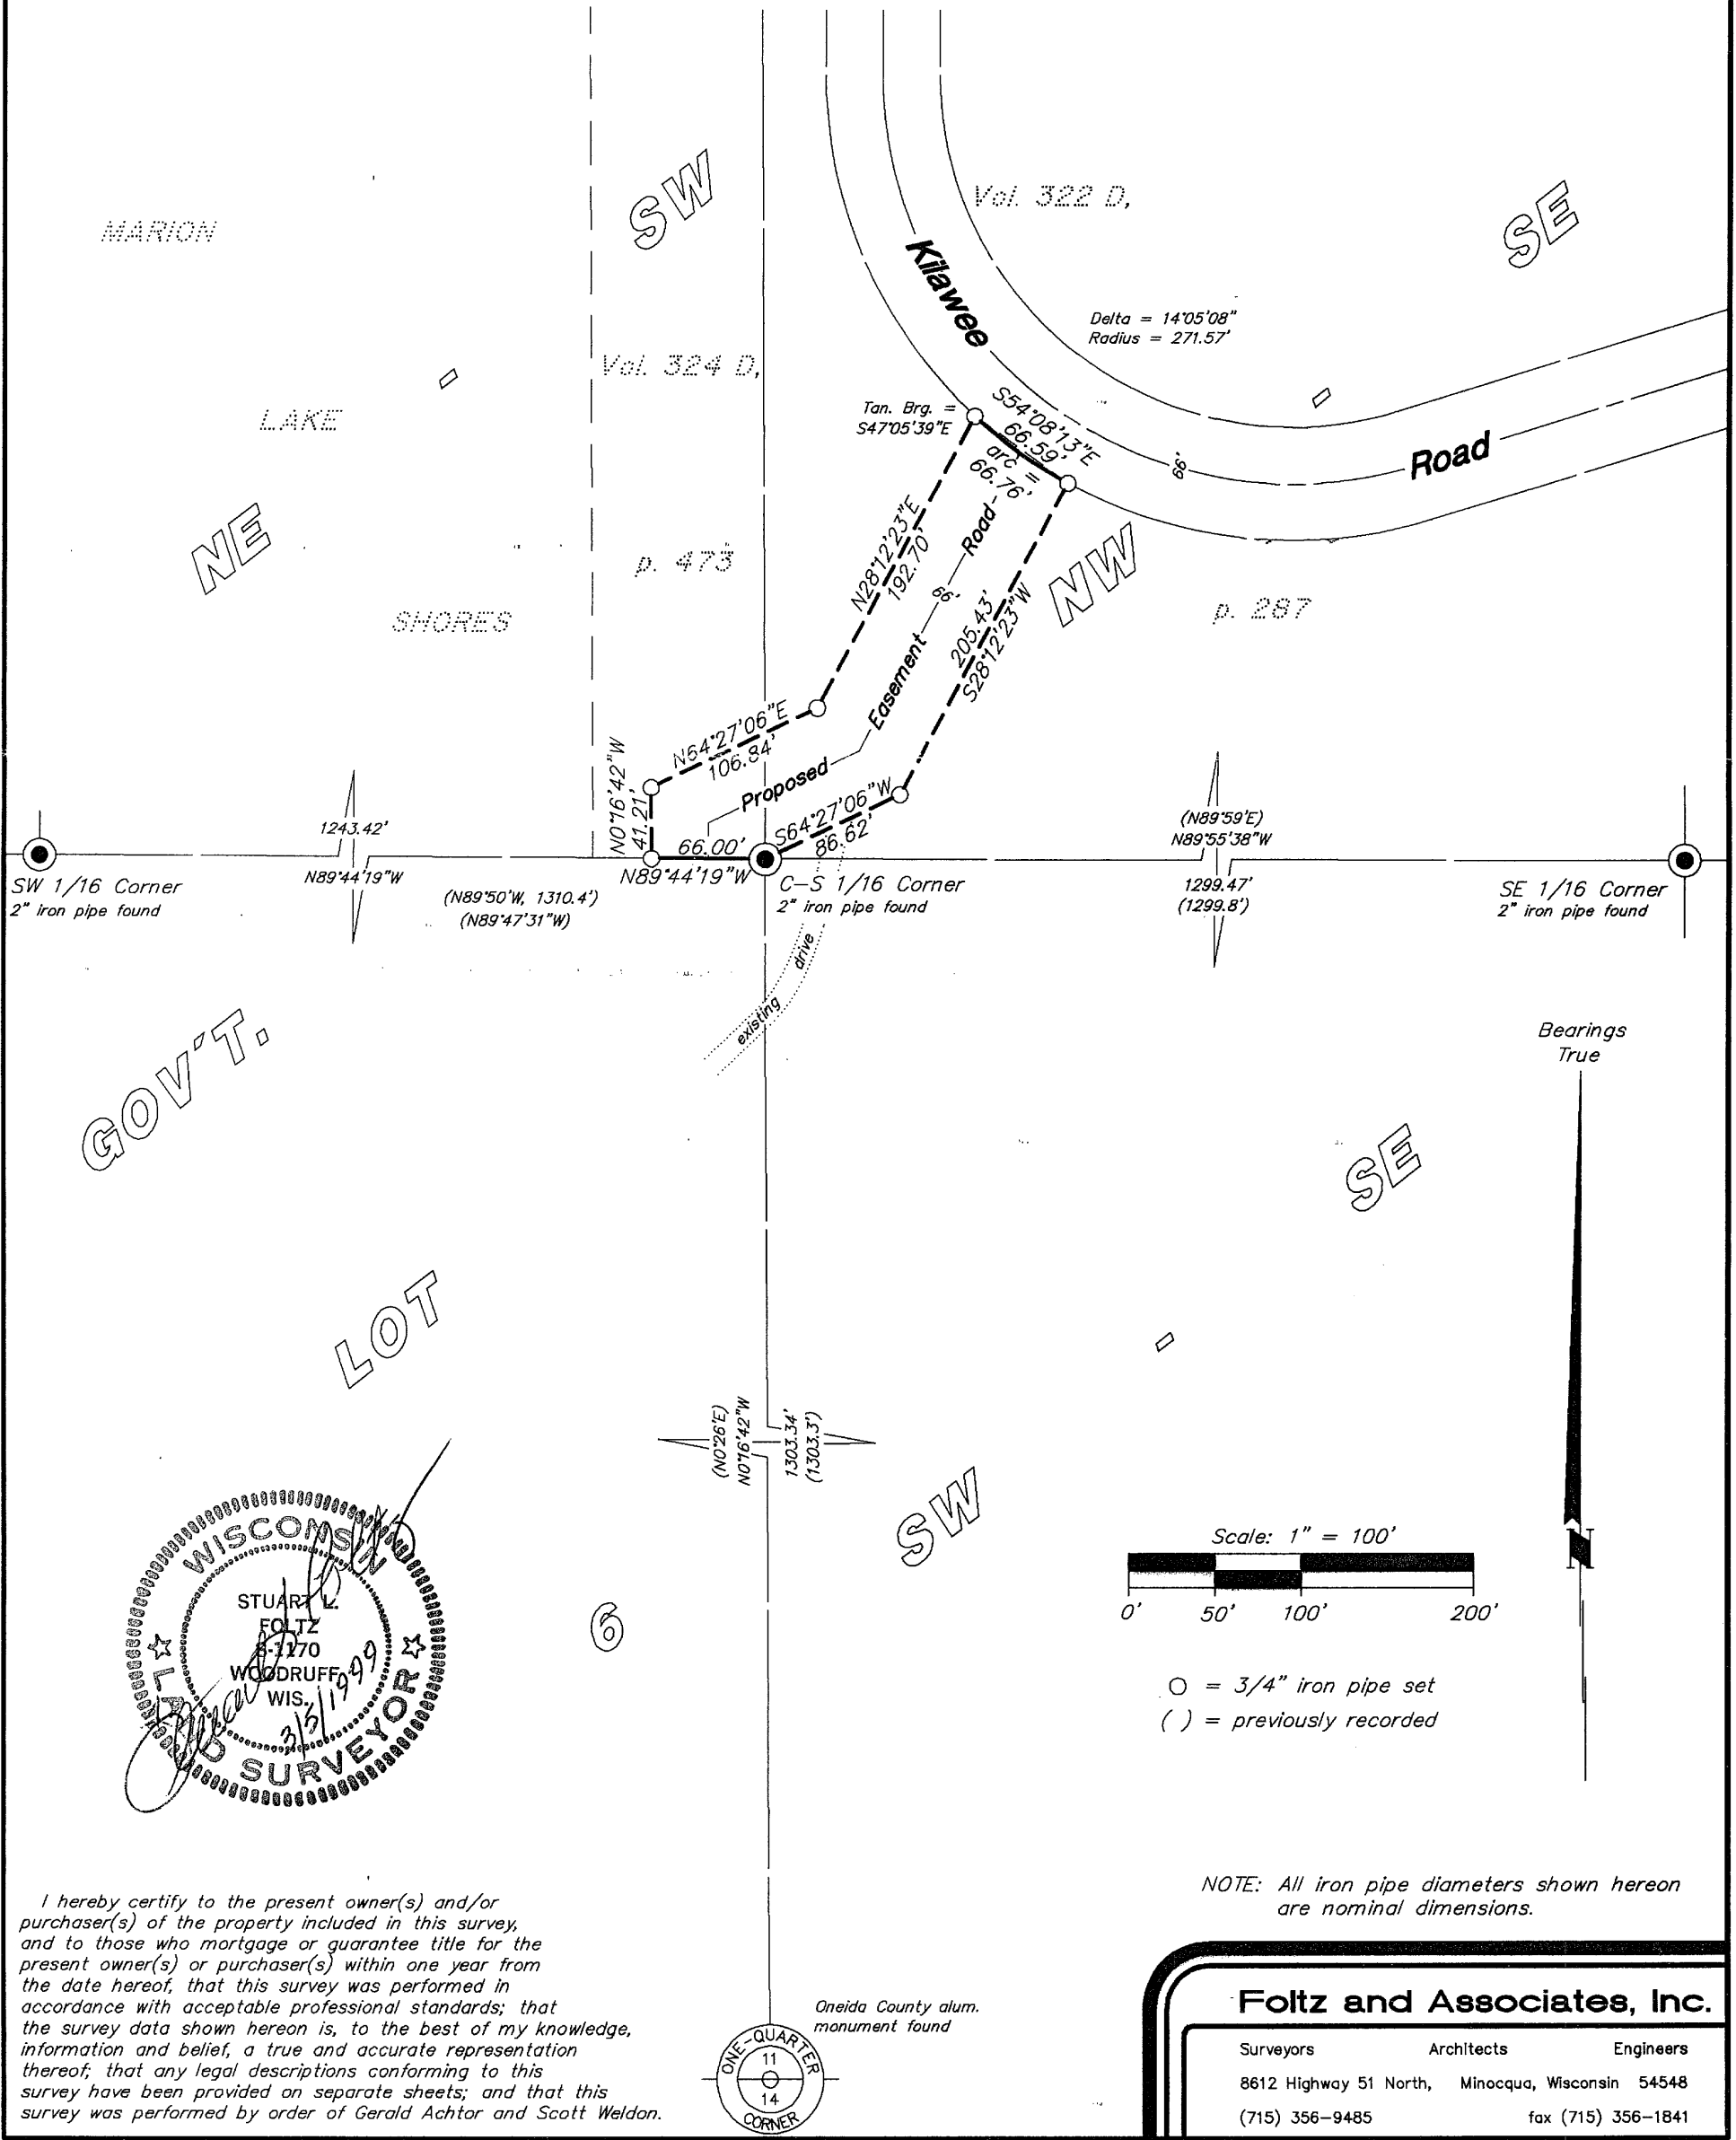 SW
MARION
Vol. 322 D,
SE
Kilawee
Delta = 14°05'08"
Radius = 271.57'
Vol. 324 D,
LAKE
Tan. Brg. =
S47°05'39"E
S54°08'13"E
66.59'
arc =
66.76'
66'
Road
NE
p. 473
N28°12'23"E
192.70'
Road
66'
Easement
Proposed
205.43'
S28°12'23"W
NW
p. 287
SHORES
N64°27'06"E
106.84'
N0°16'42"W
41.21'
66.00'
N89°44'19"W
S64°27'06"W
86.62'
1243.42'
N89°44'19"W
(N89°50'W, 1310.4')
(N89°47'31"W)
(N89°59'E)
N89°55'38"W
1299.47'
(1299.8')
SW 1/16 Corner
2" iron pipe found
C-S 1/16 Corner
2" iron pipe found
SE 1/16 Corner
2" iron pipe found
existing drive
GOV'T.
Bearings
True
SE
LOT
(N0°26'E)
N0°16'42"W
1303.34'
(1303.3')
SW
N
Scale: 1" = 100'
0' 50' 100' 200'
6
O = 3/4" iron pipe set
( ) = previously recorded
WISCONSIN
STUART L.
FOLTZ
S-1170
WOODRUFF
WIS.
3/5/1999
LAND SURVEYOR
NOTE: All iron pipe diameters shown hereon
are nominal dimensions.
I hereby certify to the present owner(s) and/or
purchaser(s) of the property included in this survey,
and to those who mortgage or guarantee title for the
present owner(s) or purchaser(s) within one year from
the date hereof, that this survey was performed in
accordance with acceptable professional standards; that
the survey data shown hereon is, to the best of my knowledge,
information and belief, a true and accurate representation
thereof; that any legal descriptions conforming to this
survey have been provided on separate sheets; and that this
survey was performed by order of Gerald Achtor and Scott Weldon.
Oneida County alum.
monument found
ONE-QUARTER
11
14
CORNER
Foltz and Associates, Inc.
Surveyors Architects Engineers
8612 Highway 51 North, Minocqua, Wisconsin 54548
(715) 356-9485 fax (715) 356-1841